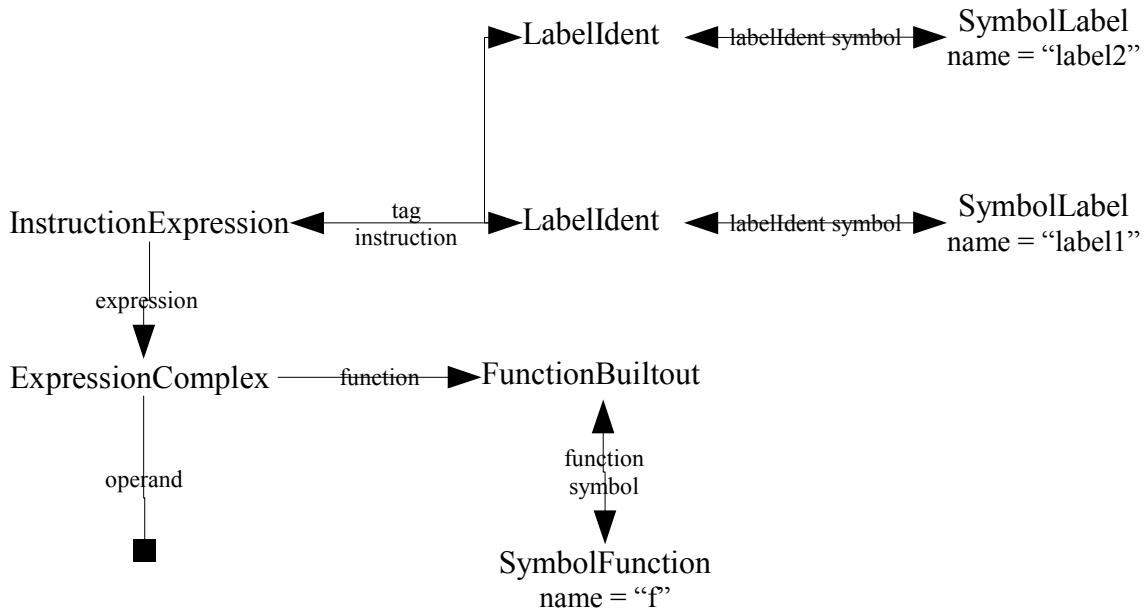 LabelIdent
labelIdent symbol
SymbolLabel
name = “label2”
InstructionExpression
tag
instruction
LabelIdent
labelIdent symbol
SymbolLabel
name = “label1”
expression
ExpressionComplex
function
FunctionBuiltout
operand
function
symbol
SymbolFunction
name = “f”